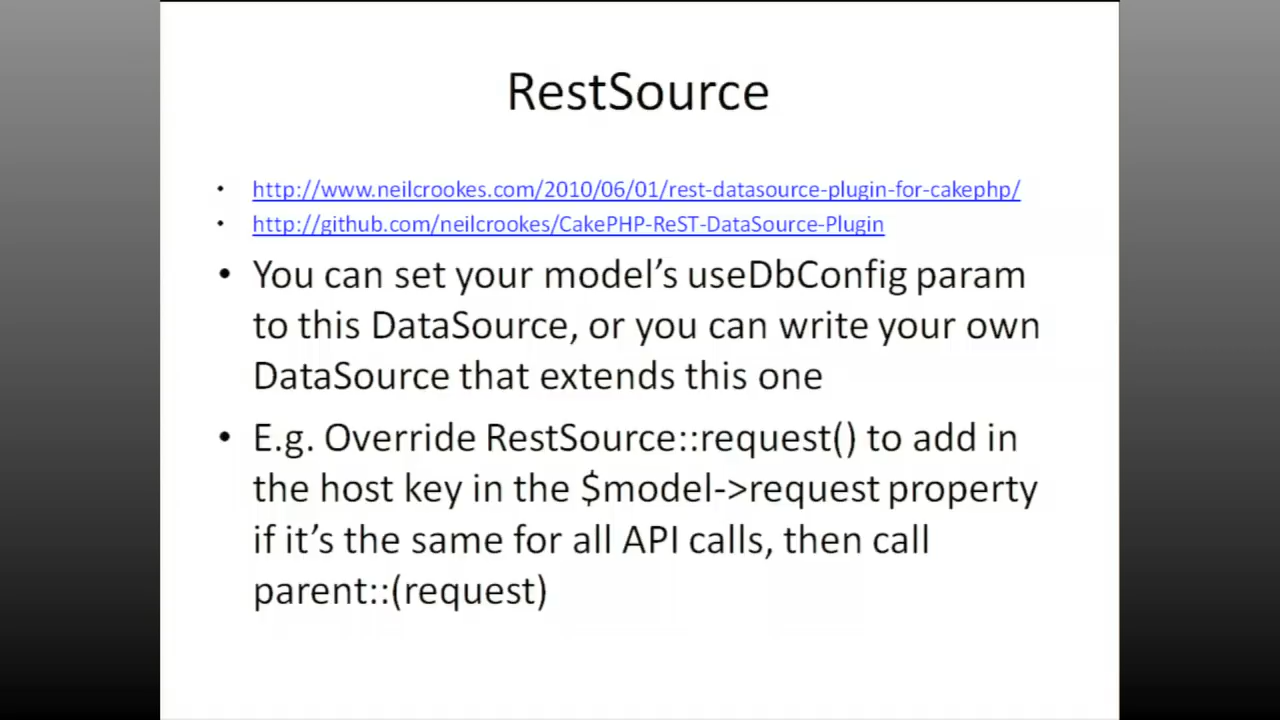 RestSource
• http://www.neilcrookes.com/2010/06/01/rest-datasource-plugin-for-cakephp/
• http://github.com/neilcrookes/CakePHP-ReST-DataSource-Plugin
• You can set your model’s useDbConfig param
to this DataSource, or you can write your own
DataSource that extends this one
• E.g. Override RestSource::request() to add in
the host key in the $model->request property
if it’s the same for all API calls, then call
parent::(request)